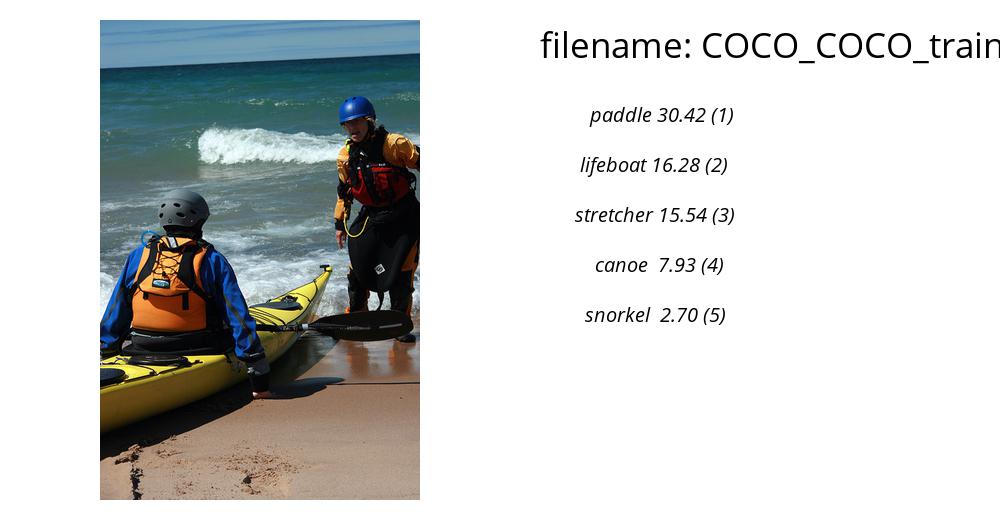 filename: COCO_COCO_train
paddle 30.42 (1)
lifeboat 16.28 (2)
stretcher 15.54 (3)
canoe 7.93 (4)
snorkel 2.70 (5)